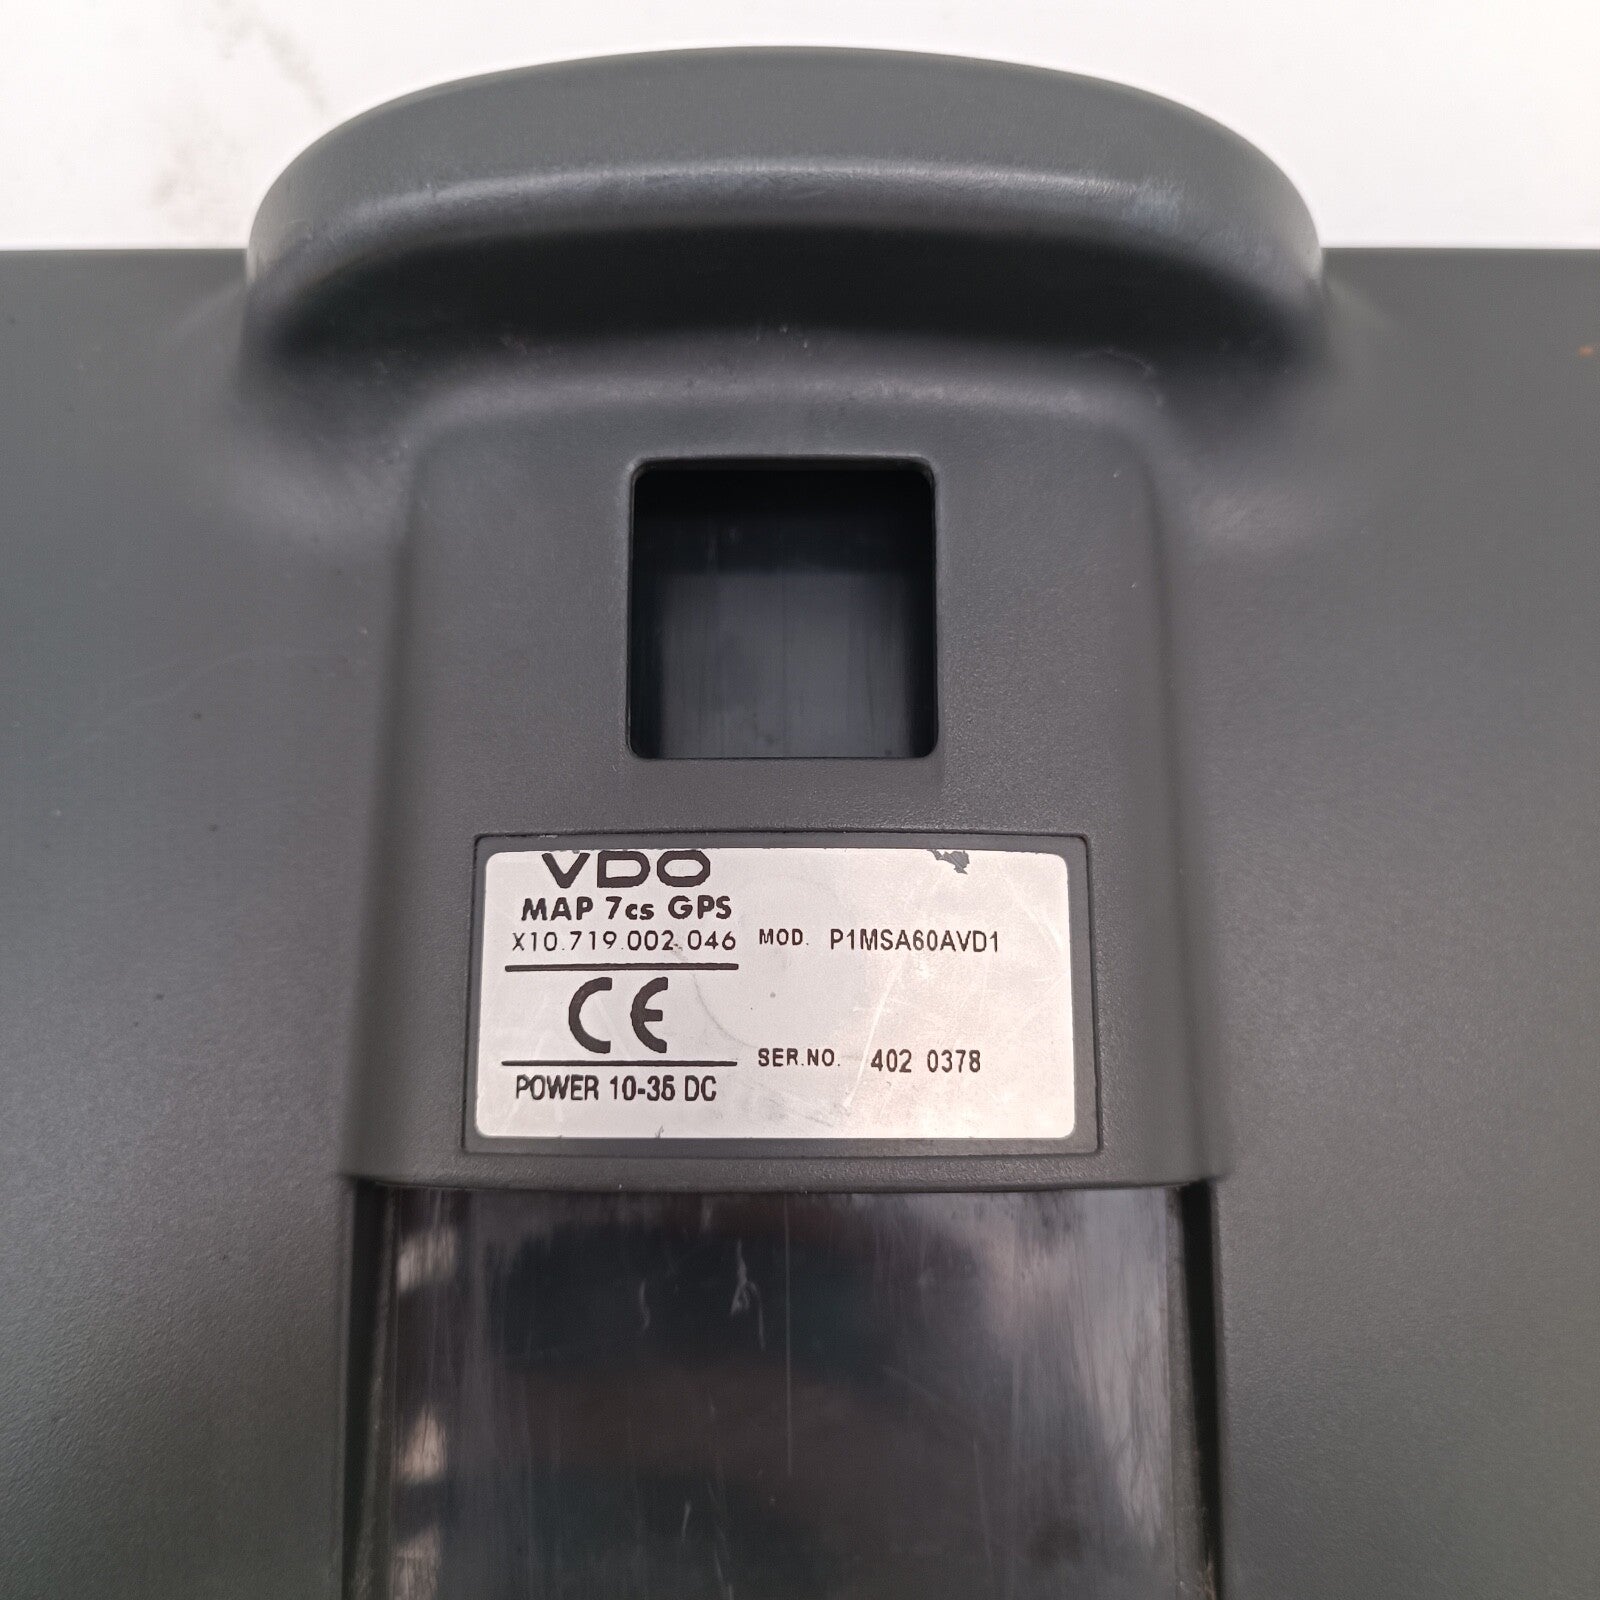 VDO
MAP 7cs GPS
X10.719.002.046 MOD. P1MSA60AVD1
CE
SER.NO. 402 0378
POWER 10-35 DC